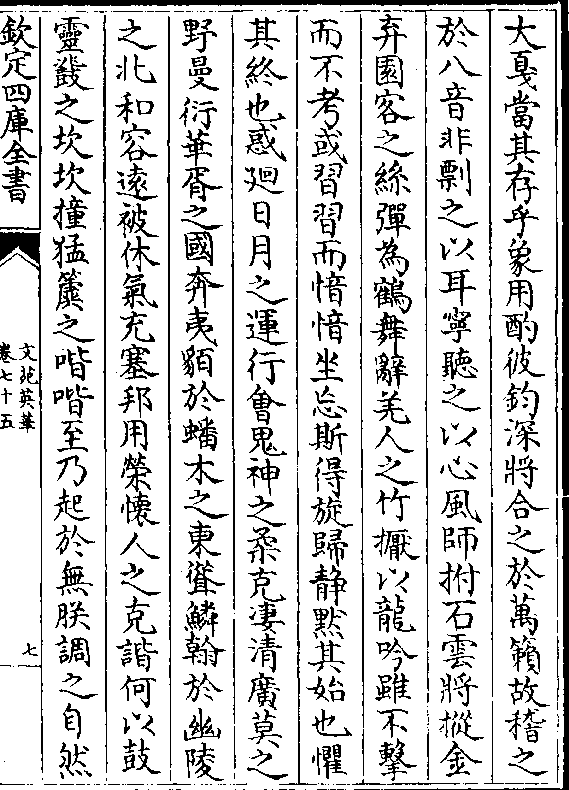 大戛當其存乎象用酌彼鈞深將合之於萬籟故稽之
於八音非剽之以耳寧聽之以心風師拊石雲將摐金
弃園客之絲彈為鶴舞辭羌人之竹擫以龍吟雖不擊
而不考或習習而愔愔坐忘斯得旋歸静黙其始也懼
其終也惑廻日月之運行會鬼神之柔克凄清廣莫之
野曼衍華胥之國奔夷貊於蟠木之東聳鱗翰於幽陵
之北和容遠被休氣充塞邦用榮懷人之克諧何以鼓
靈鼗之坎坎撞猛簴之喈喈至乃起於無朕調之自然
欽定四庫全書
文苑英華
卷七十五
七